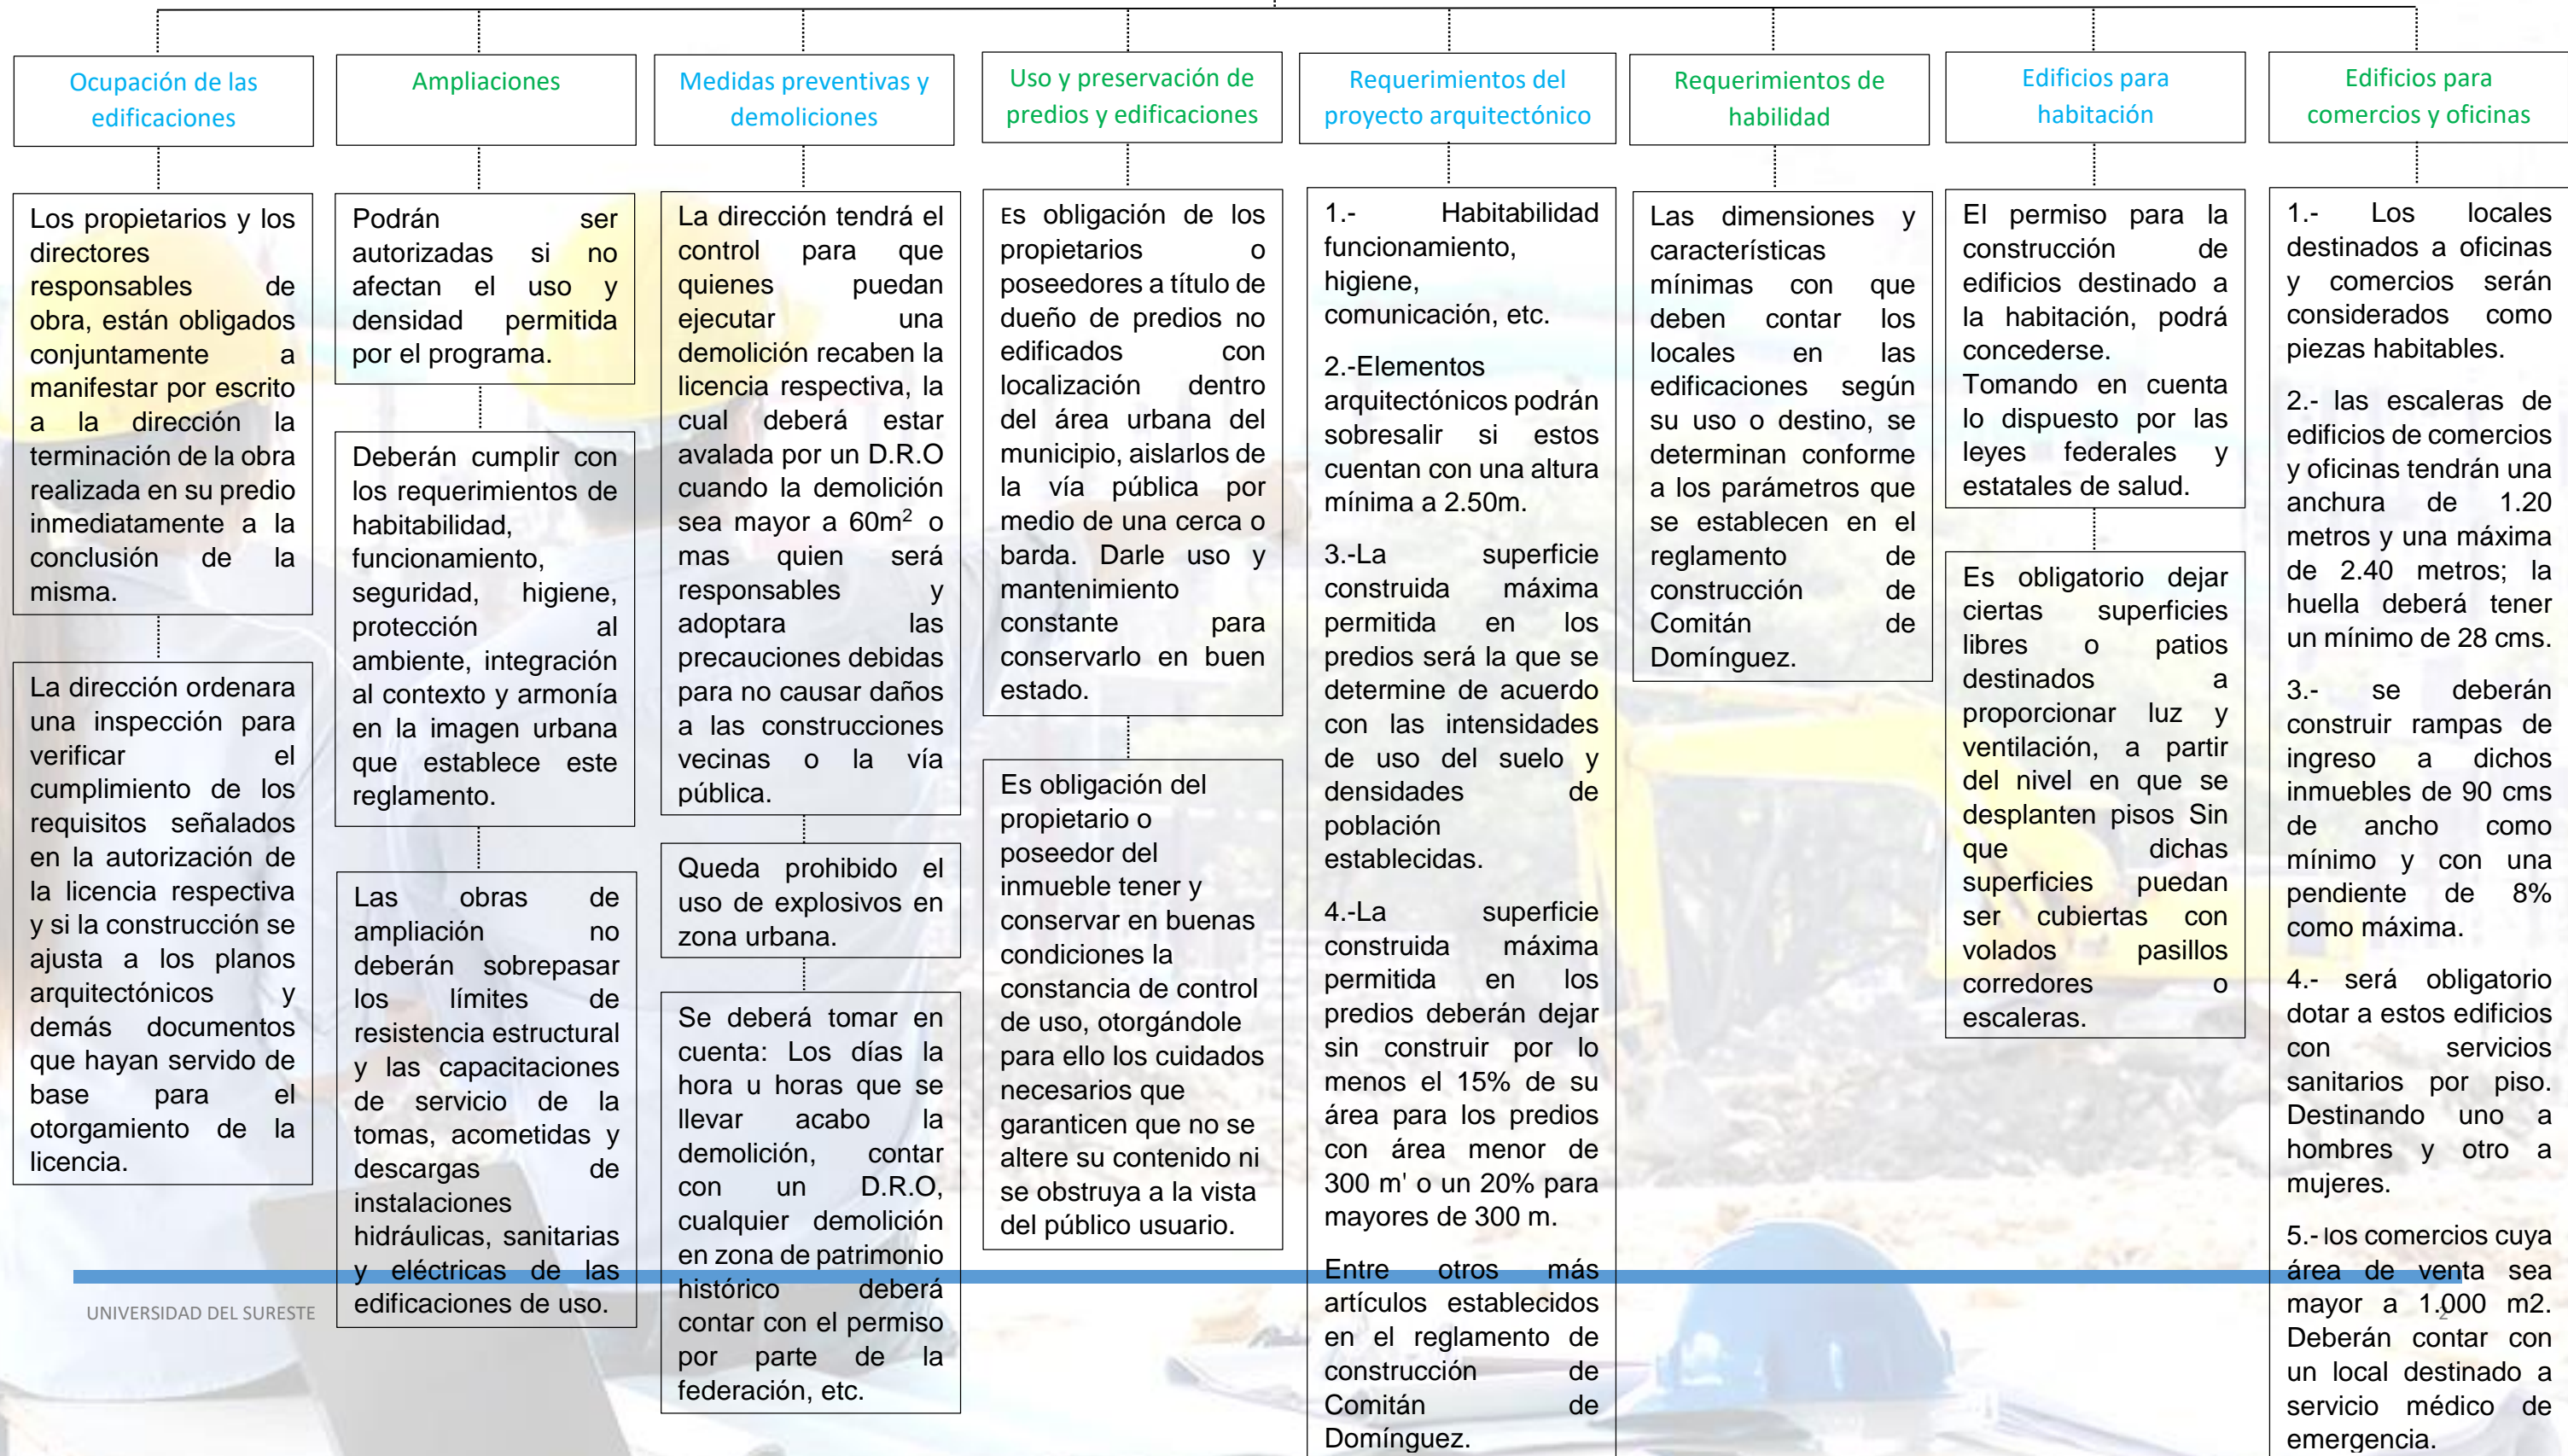 Ocupación de las
edificaciones
Los propietarios y los
directores
responsables de
obra, están obligados
conjuntamente a
manifestar por escrito
a la dirección la
terminación de la obra
realizada en su predio
inmediatamente a la
conclusión de la
misma.
La dirección ordenara
una inspección para
verificar el
cumplimiento de los
requisitos señalados
en la autorización de
la licencia respectiva
y si la construcción se
ajusta a los planos
arquitectónicos y
demás documentos
que hayan servido de
base para el
otorgamiento de la
licencia.
Ampliaciones
Podrán ser
autorizadas si no
afectan el uso y
densidad permitida
por el programa.
Deberán cumplir con
los requerimientos de
habitabilidad,
funcionamiento,
seguridad, higiene,
protección al
ambiente, integración
al contexto y armonía
en la imagen urbana
que establece este
reglamento.
Las obras de
ampliación no
deberán sobrepasar
los límites de
resistencia estructural
y las capacitaciones
de servicio de la
tomas, acometidas y
descargas de
instalaciones
hidráulicas, sanitarias
y eléctricas de las
edificaciones de uso.
Medidas preventivas y
demoliciones
La dirección tendrá el
control para que
quienes puedan
ejecutar una
demolición recaben la
licencia respectiva, la
cual deberá estar
avalada por un D.R.O
cuando la demolición
sea mayor a 60m² o
mas quien será
responsables y
adoptara las
precauciones debidas
para no causar daños
a las construcciones
vecinas o la vía
pública.
Queda prohibido el
uso de explosivos en
zona urbana.
Se deberá tomar en
cuenta: Los días la
hora u horas que se
llevar acabo la
demolición, contar
con un D.R.O,
cualquier demolición
en zona de patrimonio
histórico deberá
contar con el permiso
por parte de la
federación, etc.
Uso y preservación de
predios y edificaciones
Es obligación de los
propietarios o
poseedores a título de
dueño de predios no
edificados con
localización dentro
del área urbana del
municipio, aislarlos de
la vía pública por
medio de una cerca o
barda. Darle uso y
mantenimiento
constante para
conservarlo en buen
estado.
Es obligación del
propietario o
poseedor del
inmueble tener y
conservar en buenas
condiciones la
constancia de control
de uso, otorgándole
para ello los cuidados
necesarios que
garanticen que no se
altere su contenido ni
se obstruya a la vista
del público usuario.
Requerimientos del
proyecto arquitectónico
1.- Habitabilidad
funcionamiento,
higiene,
comunicación, etc.
2.-Elementos
arquitectónicos podrán
sobresalir si estos
cuentan con una altura
mínima a 2.50m.
3.-La superficie
construida máxima
permitida en los
predios será la que se
determine de acuerdo
con las intensidades
de uso del suelo y
densidades de
población
establecidas.
4.-La superficie
construida máxima
permitida en los
predios deberán dejar
sin construir por lo
menos el 15% de su
área para los predios
con área menor de
300 m' o un 20% para
mayores de 300 m.
Entre otros más
artículos establecidos
en el reglamento de
construcción de
Comitán de
Domínguez.
Requerimientos de
habilidad
Las dimensiones y
características
mínimas con que
deben contar los
locales en las
edificaciones según
su uso o destino, se
determinan conforme
a los parámetros que
se establecen en el
reglamento de
construcción de
Comitán de
Domínguez.
Edificios para
habitación
El permiso para la
construcción de
edificios destinado a
la habitación, podrá
concederse.
Tomando en cuenta
lo dispuesto por las
leyes federales y
estatales de salud.
Es obligatorio dejar
ciertas superficies
libres o patios
destinados a
proporcionar luz y
ventilación, a partir
del nivel en que se
desplanten pisos Sin
que dichas
superficies puedan
ser cubiertas con
volados pasillos
corredores o
escaleras.
Edificios para
comercios y oficinas
1.- Los locales
destinados a oficinas
y comercios serán
considerados como
piezas habitables.
2.- las escaleras de
edificios de comercios
y oficinas tendrán una
anchura de 1.20
metros y una máxima
de 2.40 metros; la
huella deberá tener
un mínimo de 28 cms.
3.- se deberán
construir rampas de
ingreso a dichos
inmuebles de 90 cms
de ancho como
mínimo y con una
pendiente de 8%
como máxima.
4.- será obligatorio
dotar a estos edificios
con servicios
sanitarios por piso.
Destinando uno a
hombres y otro a
mujeres.
5.- los comercios cuya
área de venta sea
mayor a 1.000 m2.
Deberán contar con
un local destinado a
servicio médico de
emergencia.
UNIVERSIDAD DEL SURESTE
2